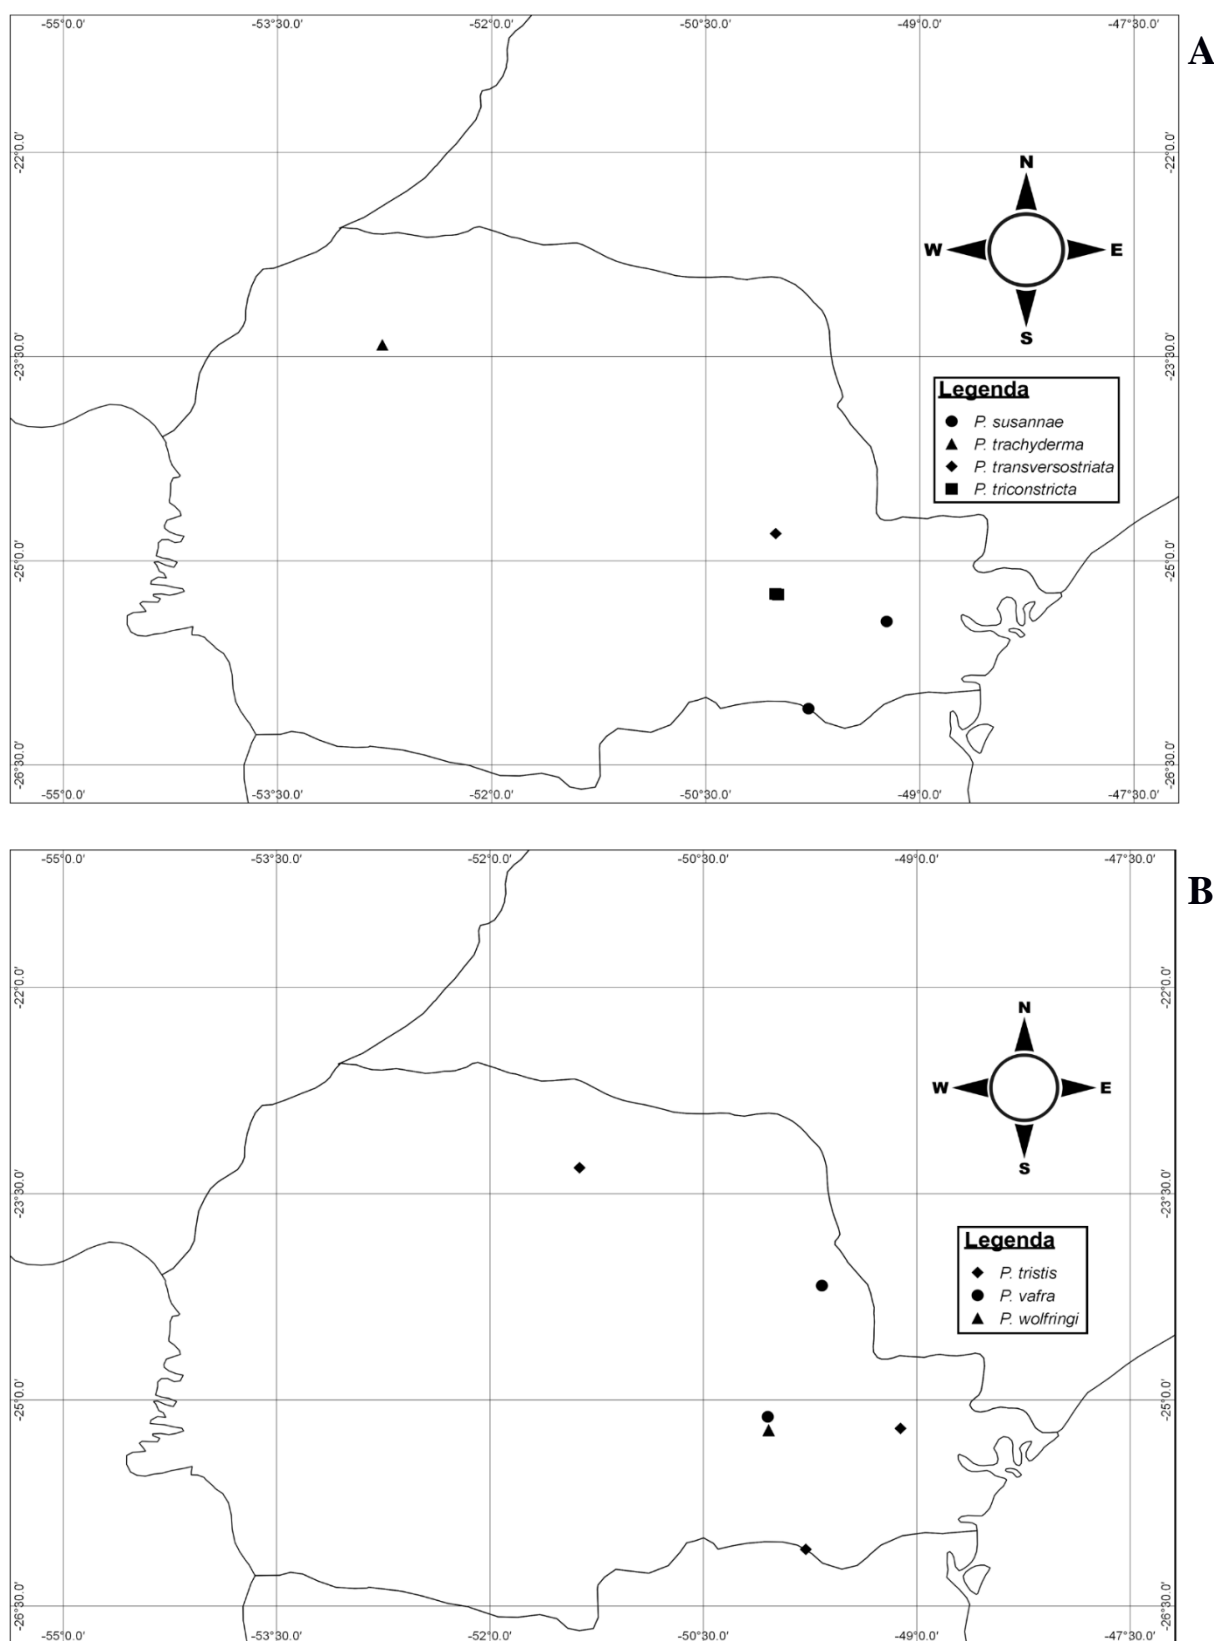 -55°0.0' -53°30.0' -52°0.0' -50°30.0' -49°0.0' -47°30.0'
A
-22°0.0' -22°0.0'
N
W E
S
-23°30.0' -23°30.0'
Legenda
P. susannae
P. trachyderma
P. transversostriata
P. triconstricta
-25°0.0' -25°0.0'
-26°30.0' -26°30.0'
-55°0.0' -53°30.0' -52°0.0' -50°30.0' -49°0.0' -47°30.0'
-55°0.0' -53°30.0' -52°0.0' -50°30.0' -49°0.0' -47°30.0'
B
-22°0.0' -22°0.0'
N
W E
S
-23°30.0' -23°30.0'
Legenda
P. tristis
P. vafra
P. wolfringi
-25°0.0' -25°0.0'
-26°30.0' -26°30.0'
-55°0.0' -53°30.0' -52°0.0' -50°30.0' -49°0.0' -47°30.0'